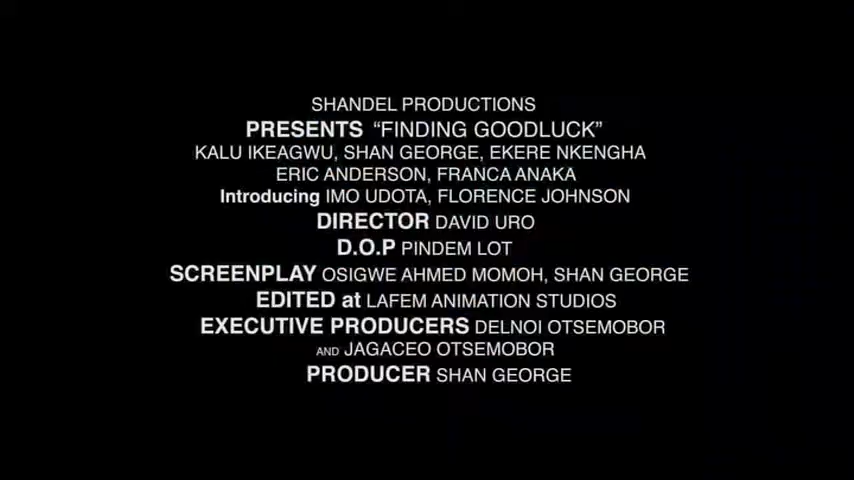 SHANDEL PRODUCTIONS
PRESENTS “FINDING GOODLUCK”
KALU IKEAGWU, SHAN GEORGE, EKERE NKENGHA
ERIC ANDERSON, FRANCA ANAKA
Introducing IMO UDOTA, FLORENCE JOHNSON
DIRECTOR DAVID URO
D.O.P PINDEM LOT
SCREENPLAY OSIGWE AHMED MOMOH, SHAN GEORGE
EDITED at LAFEM ANIMATION STUDIOS
EXECUTIVE PRODUCERS DELNOI OTSEMOBOR
AND JAGACEO OTSEMOBOR
PRODUCER SHAN GEORGE